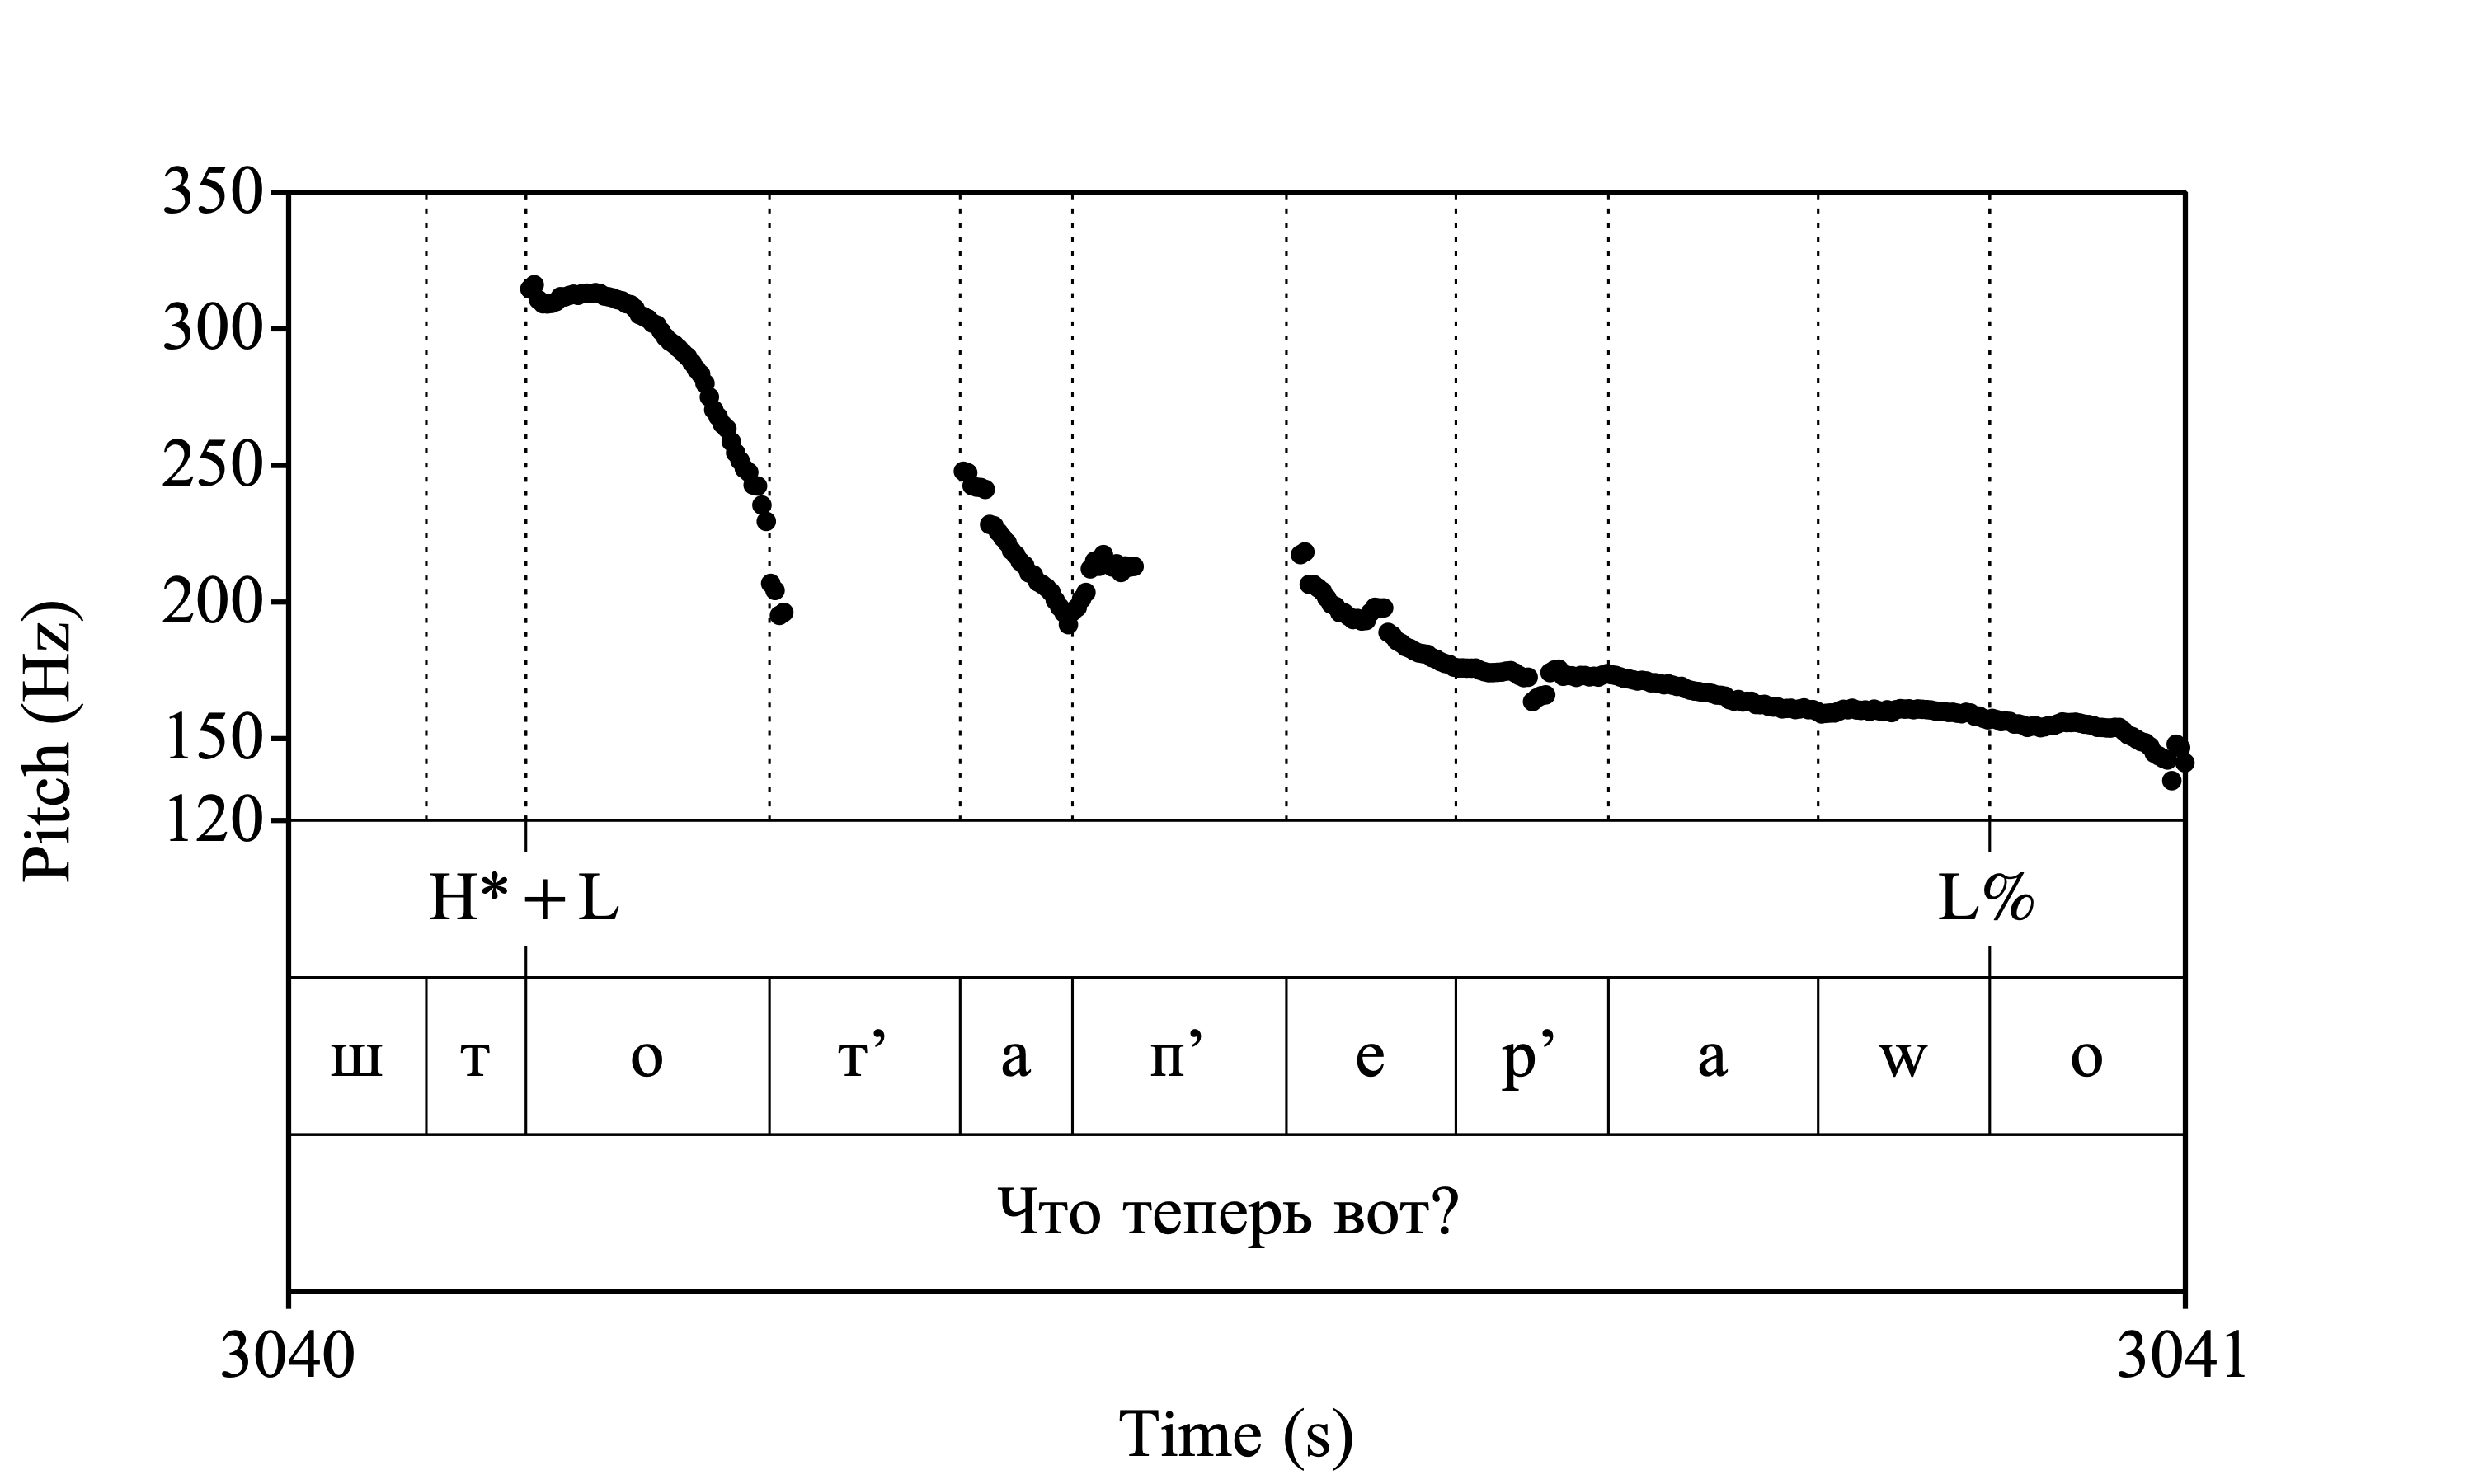 350
300
250
200
150
120
Pitch (Hz)
H*+L L%
ш т о т’ а п’ е р’ а w о
Что теперь вот?
3040 3041
Time (s)